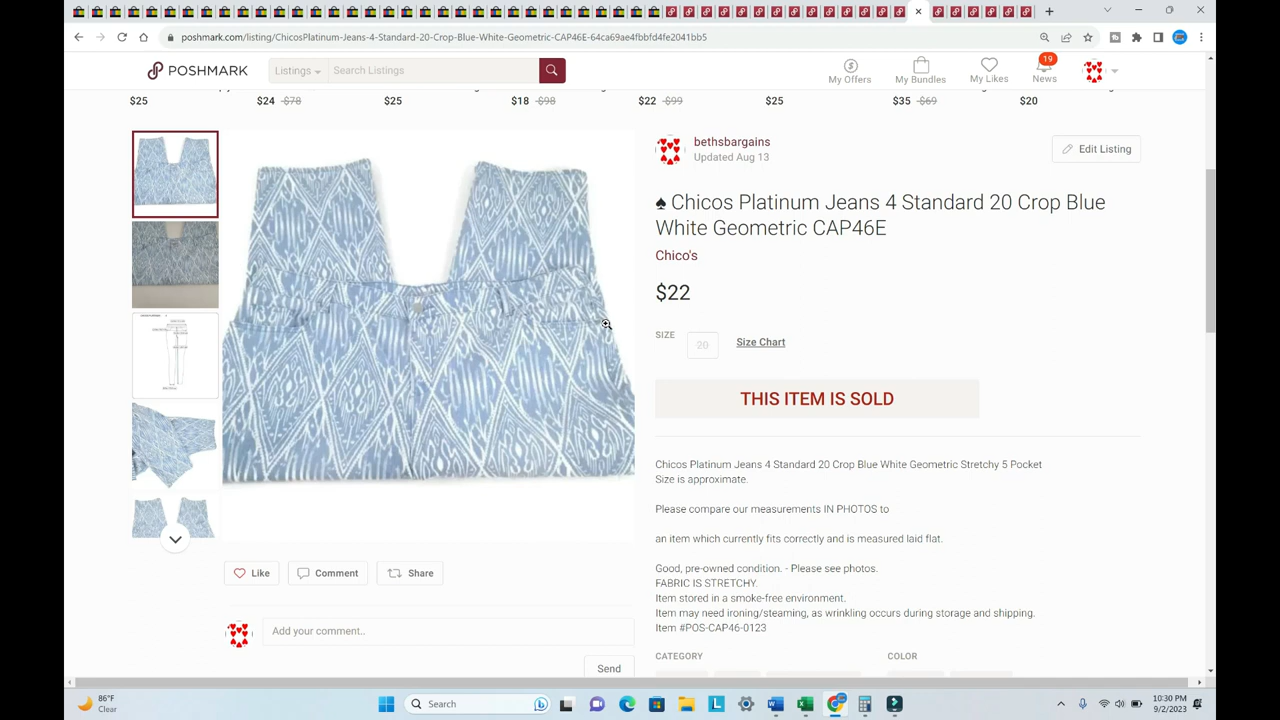 poshmark.com/listing/ChicosPlatinum-Jeans-4-Standard-20-Crop-Blue-White-Geometric-CAP46E-64ca69ae4fbbfd4fe2041bb5
POSHMARK
Listings
Search Listings
My Offers
My Bundles
My Likes
19
News
$25
$24 $78
$25
$18 $98
$22 $99
$25
$35 $69
$20
bethsbargains
Updated Aug 13
Edit Listing
♠ Chicos Platinum Jeans 4 Standard 20 Crop Blue
White Geometric CAP46E
Chico's
$22
SIZE
20
Size Chart
THIS ITEM IS SOLD
Chicos Platinum Jeans 4 Standard 20 Crop Blue White Geometric Stretchy 5 Pocket
Size is approximate.
Please compare our measurements IN PHOTOS to
an item which currently fits correctly and is measured laid flat.
Good, pre-owned condition. - Please see photos.
FABRIC IS STRETCHY.
Item stored in a smoke-free environment.
Item may need ironing/steaming, as wrinkling occurs during storage and shipping.
Item #POS-CAP46-0123
CATEGORY
COLOR
Like
Comment
Share
Add your comment..
Send
86°F
Clear
Search
10:30 PM
9/2/2023